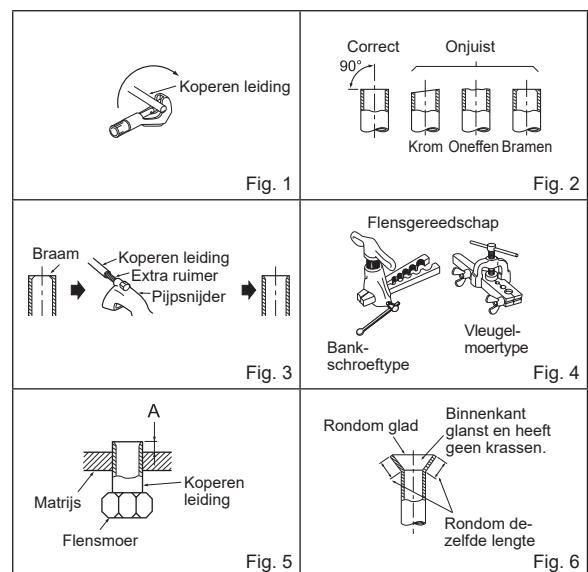 Koperen leiding
Fig. 1
Correct
Onjuist
90°
Krom Oneffen Bramen
Fig. 2
Braam
Koperen leiding
Extra ruimer
Pijpsnijder
Fig. 3
Flensgereedschap
Bank-
schroeftype
Vleugel-
moertype
Fig. 4
A
Matrijs
Koperen
leiding
Flensmoer
Fig. 5
Rondom glad
Binnenkant
glanst en heeft
geen krassen.
Rondom de-
zelfde lengte
Fig. 6